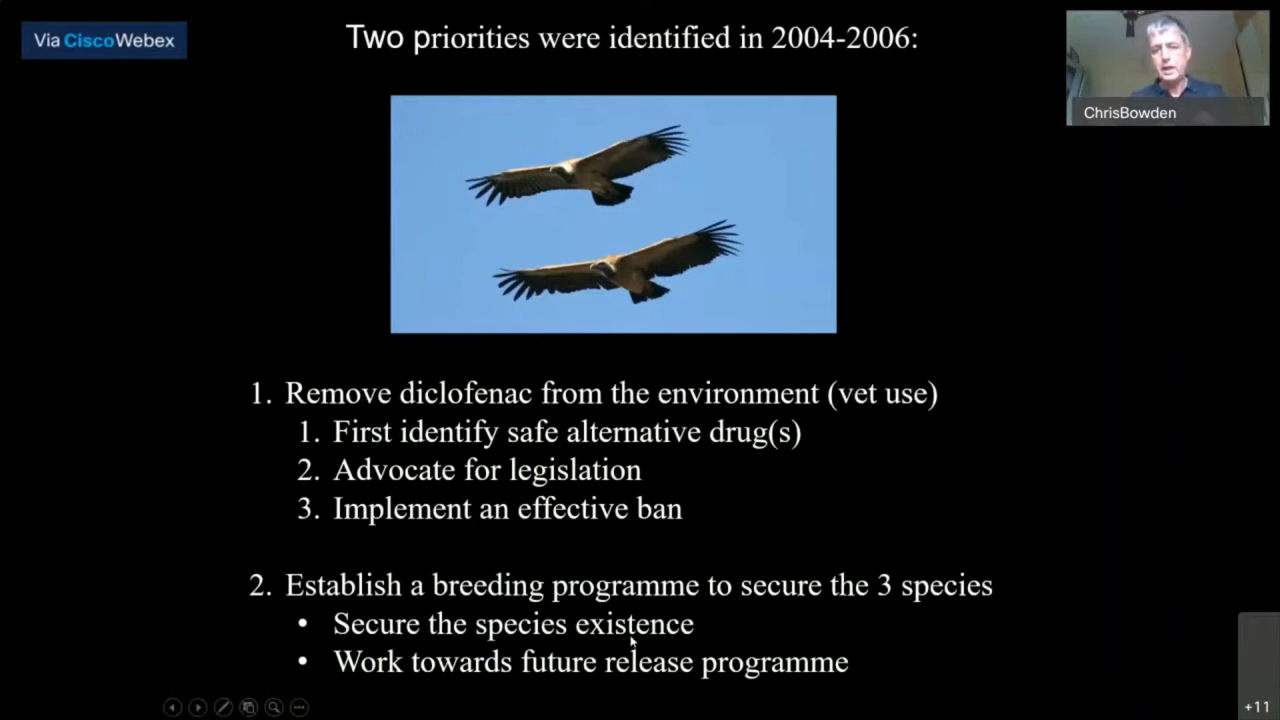 Via CiscoWebex
Two priorities were identified in 2004-2006:
ChrisBowden
1. Remove diclofenac from the environment (vet use)
1. First identify safe alternative drug(s)
2. Advocate for legislation
3. Implement an effective ban
2. Establish a breeding programme to secure the 3 species
• Secure the species existence
• Work towards future release programme
+11